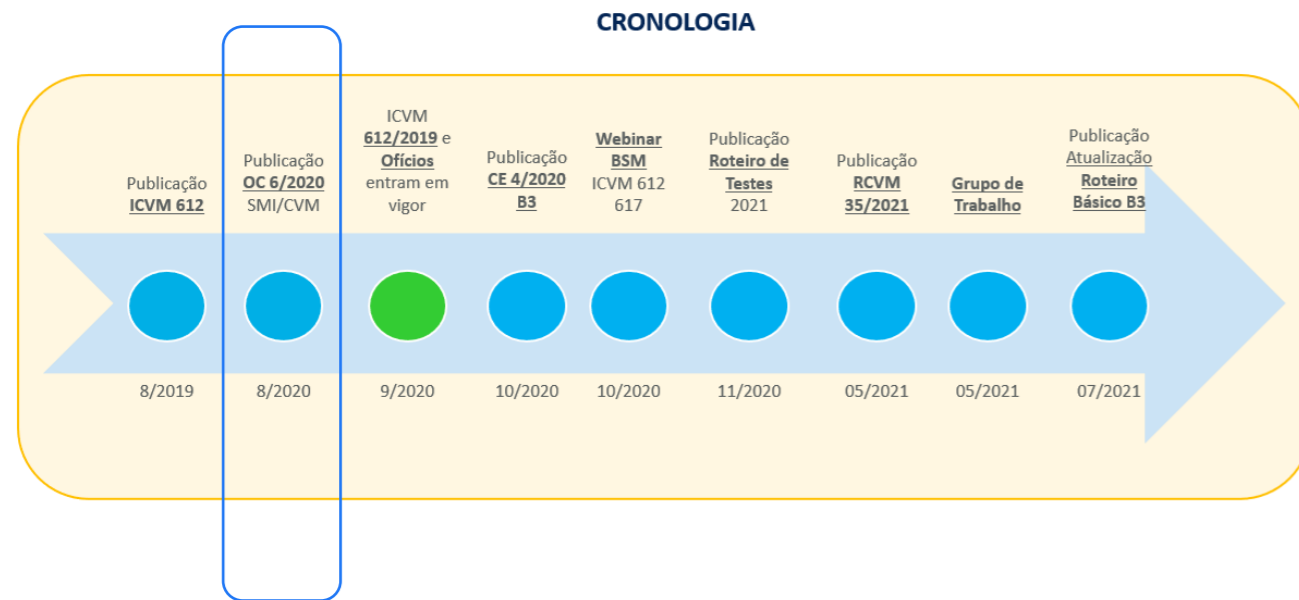 CRONOLOGIA
Publicação
ICVM 612
Publicação
OC 6/2020
SMI/CVM
ICVM
612/2019 e
Ofícios
entram em
vigor
Publicação
CE 4/2020
B3
Webinar
BSM
ICVM 612
617
Publicação
Roteiro de
Testes
2021
Publicação
RCVM
35/2021
Grupo de
Trabalho
Publicação
Atualização
Roteiro
Básico B3
8/2019
8/2020
9/2020
10/2020
10/2020
11/2020
05/2021
05/2021
07/2021